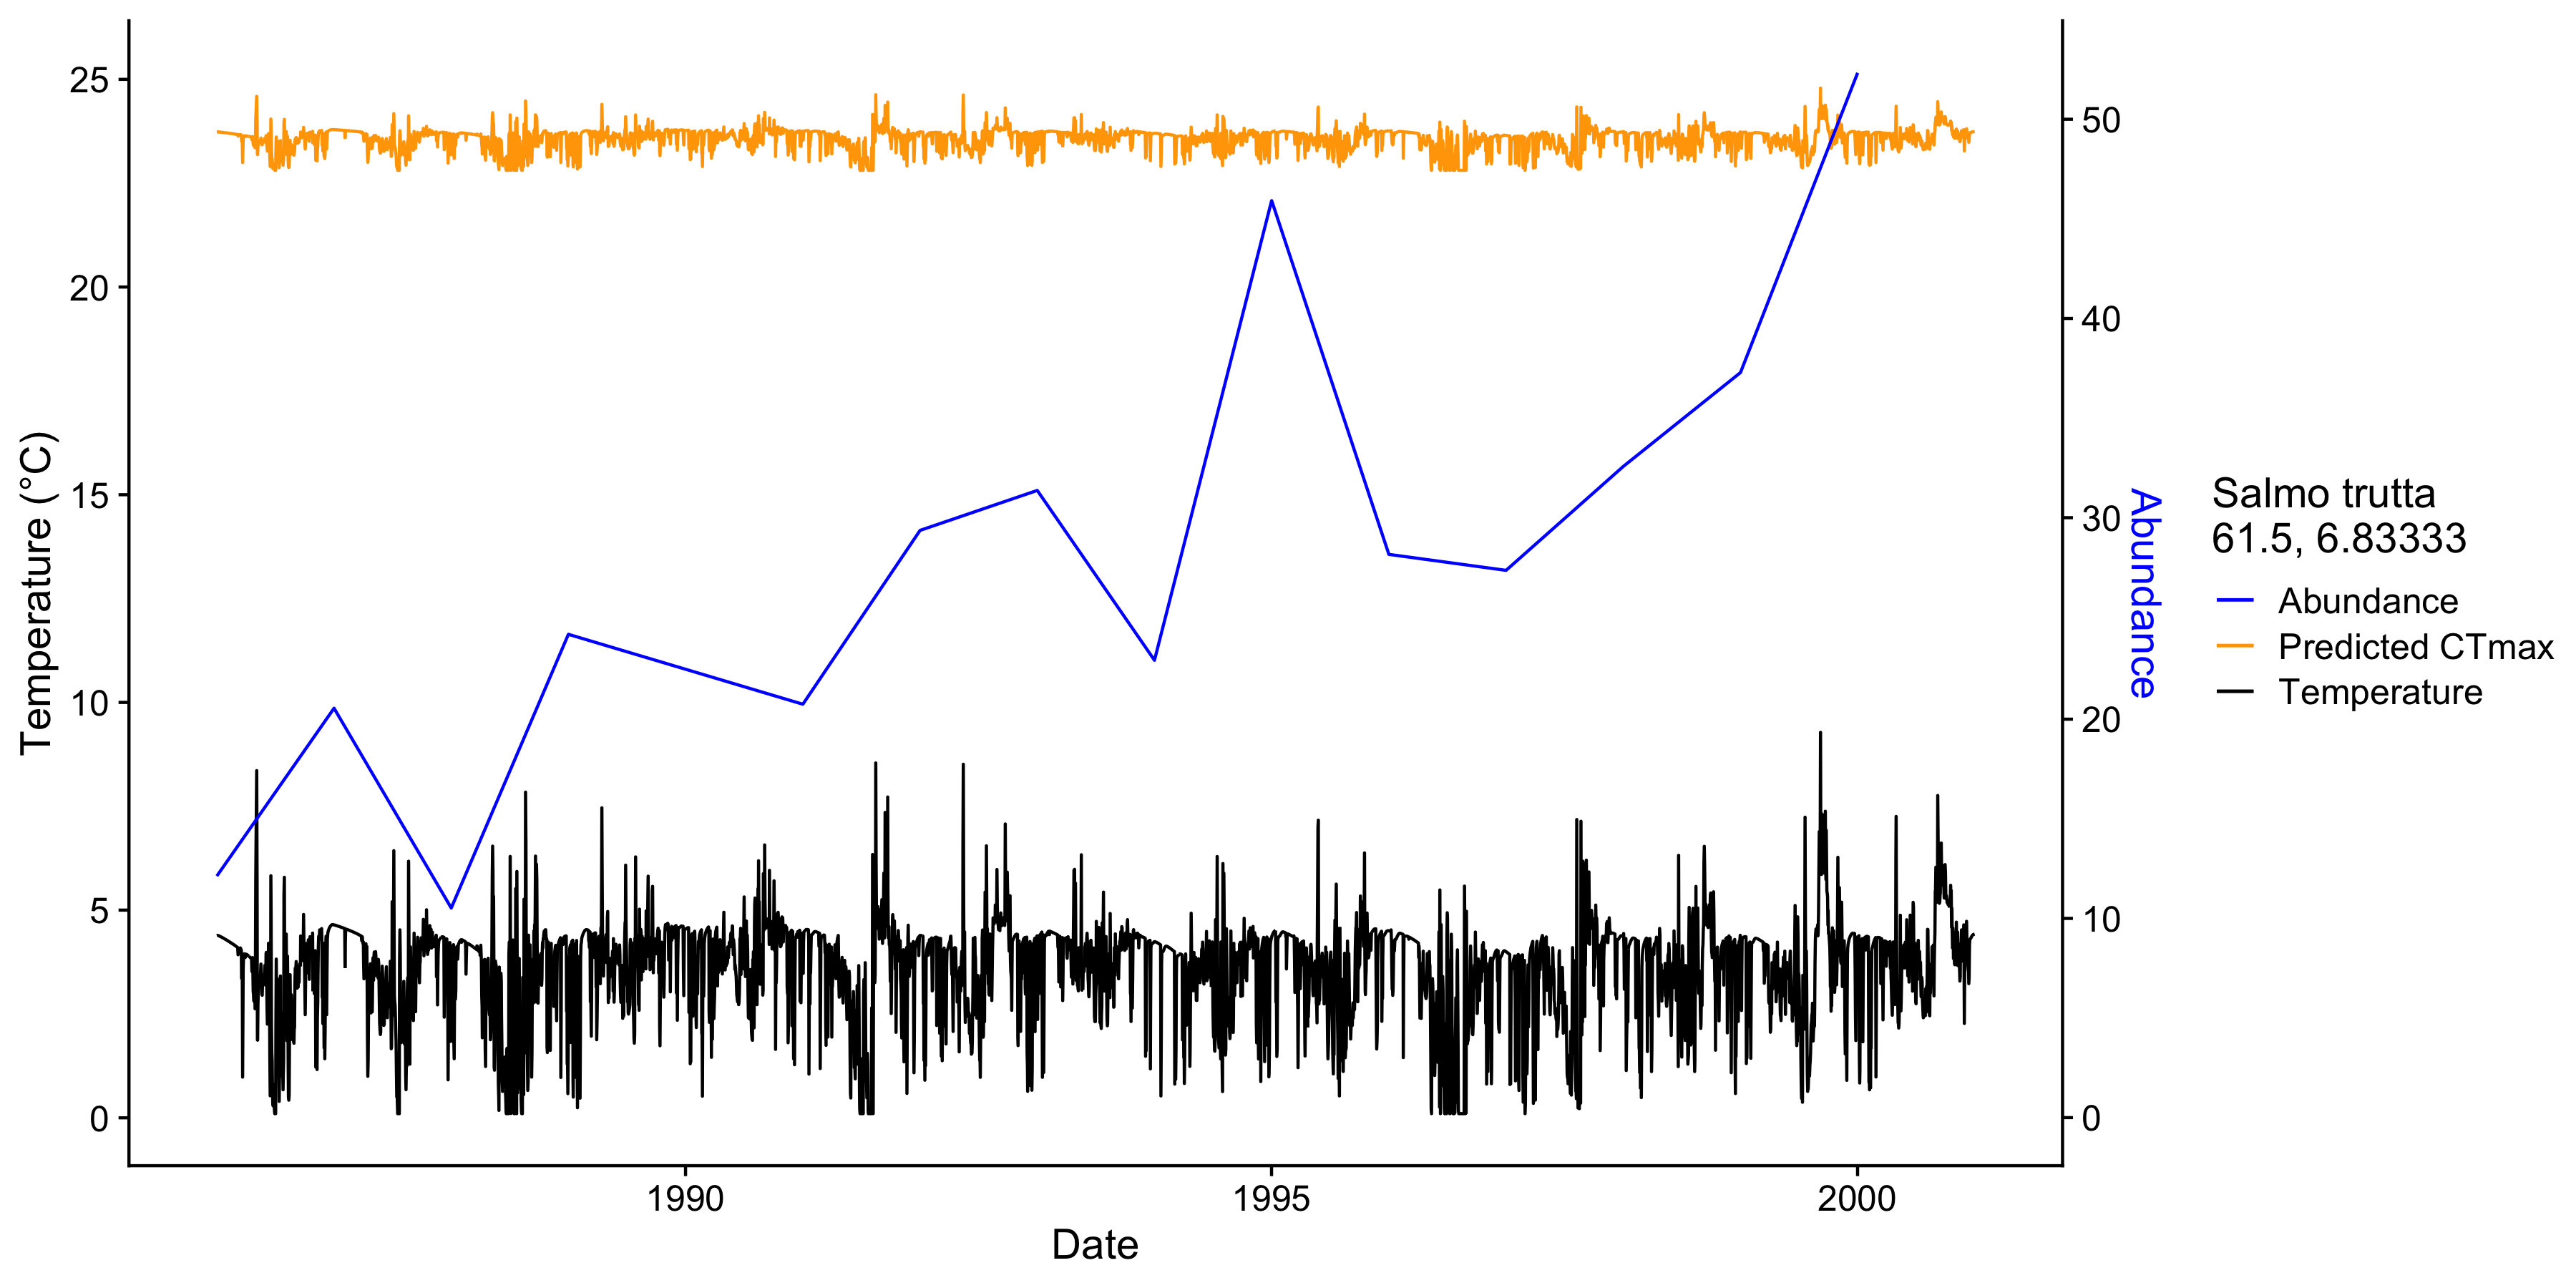 25
20
15
10
5
0
Temperature (°C)
50
40
30
20
10
0
Abundance
1990
1995
2000
Date
Salmo trutta
61.5, 6.83333
Abundance
Predicted CTmax
Temperature